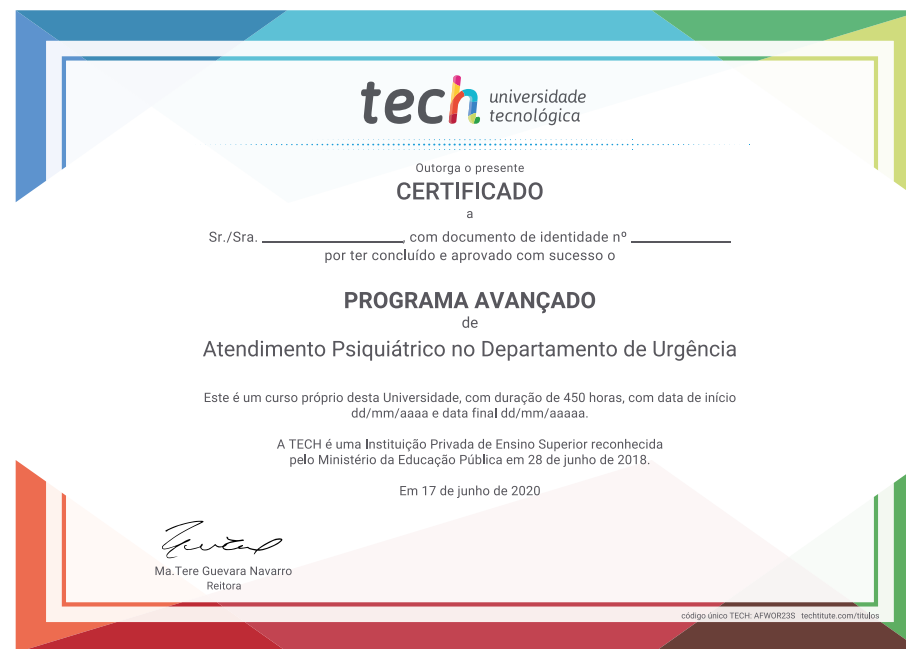 tech universidade
tecnológica
Outorga o presente
CERTIFICADO
a
Sr./Sra. ____________, com documento de identidade nº ____________
por ter concluído e aprovado com sucesso o
PROGRAMA AVANÇADO
de
Atendimento Psiquiátrico no Departamento de Urgência
Este é um curso próprio desta Universidade, com duração de 450 horas, com data de início
dd/mm/aaaa e data final dd/mm/aaaaa.
A TECH é uma Instituição Privada de Ensino Superior reconhecida
pelo Ministério da Educação Pública em 28 de junho de 2018.
Em 17 de junho de 2020
Ma.Tere Guevara Navarro
Reitora
código único TECH: AFWOR23S techtitute.com/titulos